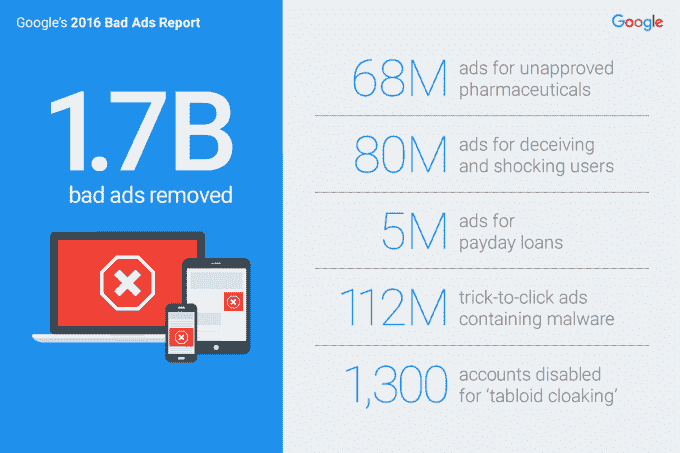 Google's 2016 Bad Ads Report
Google
1.7B
bad ads removed
68M
ads for unapproved
pharmaceuticals
80M
ads for deceiving
and shocking users
5M
ads for
payday loans
112M
trick-to-click ads
containing malware
1,300
accounts disabled
for ‘tabloid cloaking’